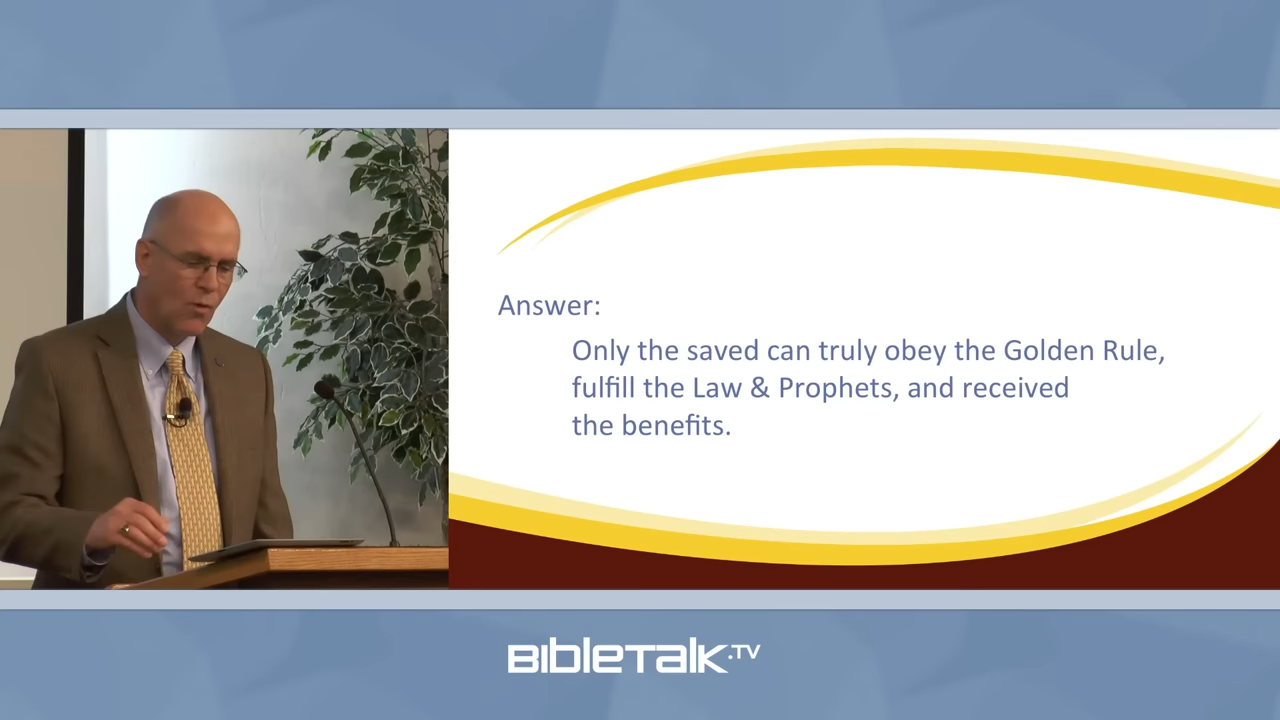 Answer:
Only the saved can truly obey the Golden Rule,
fulfill the Law & Prophets, and received
the benefits.
BIBLETALK.TV